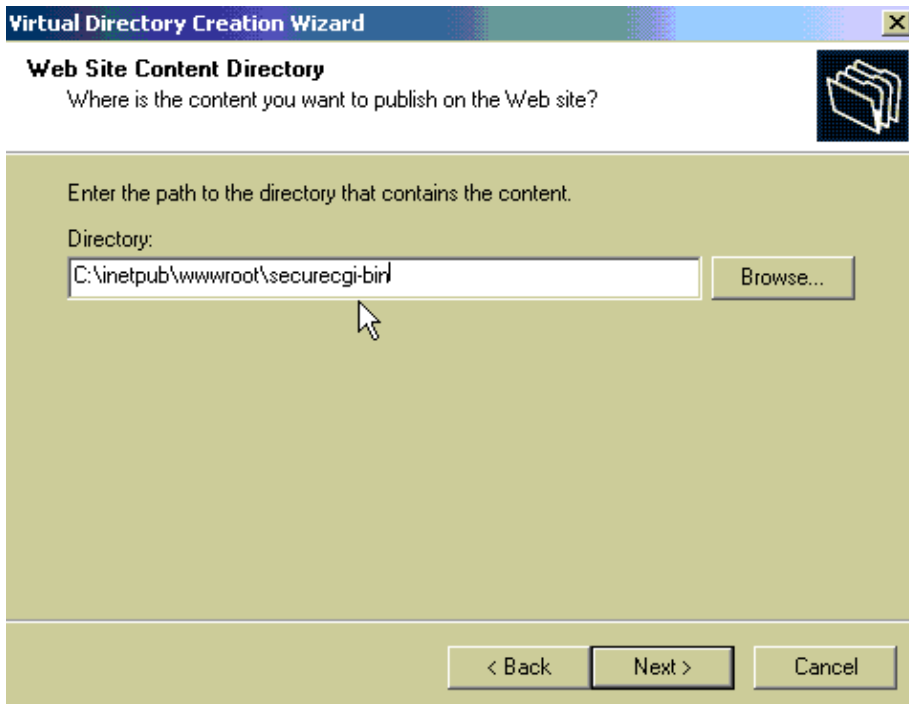 Virtual Directory Creation Wizard
Web Site Content Directory
Where is the content you want to publish on the Web site?
Enter the path to the directory that contains the content.
Directory:
C:\inetpub\wwwroot\securecgi-bin
Browse...
< Back
Next >
Cancel